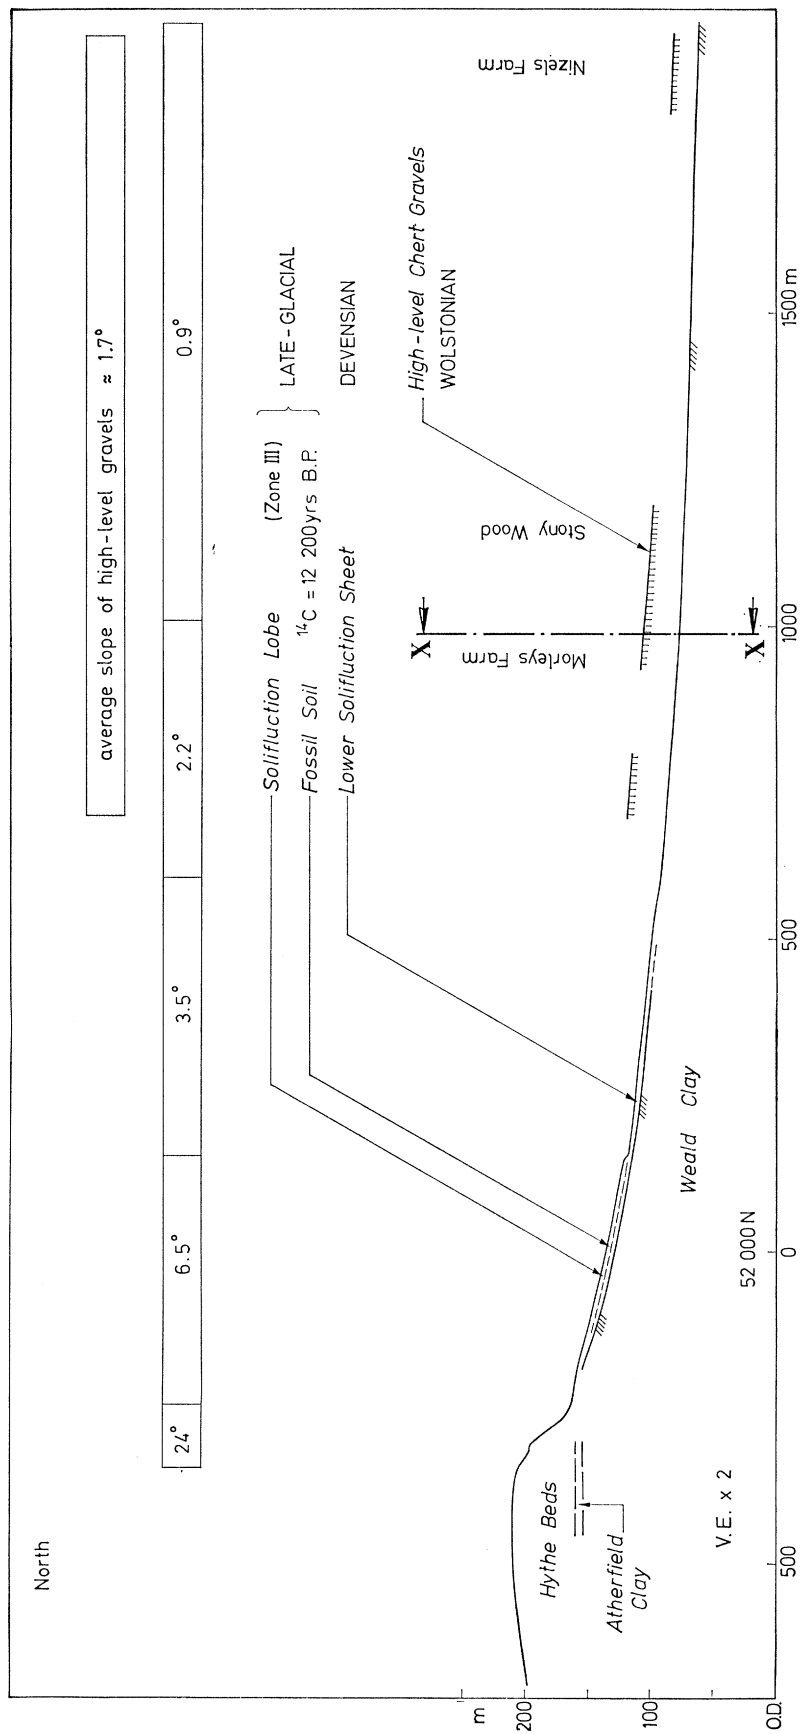 North
average slope of high-level gravels ≈ 1.7°
24°
6.5°
3.5°
2.2°
0.9°
Solifluction Lobe (Zone III)
Fossil Soil ¹⁴C = 12 200 yrs B.P.
LATE-GLACIAL
Lower Solifluction Sheet
DEVENSIAN
High-level Chert Gravels
WOLSTONIAN
X
X
Morleys Farm
Stony Wood
Nizels Farm
Hythe Beds
Atherfield
Clay
Weald Clay
V.E. x 2
52 000 N
m
200
100
O.D.
500
0
500
1000
1500 m